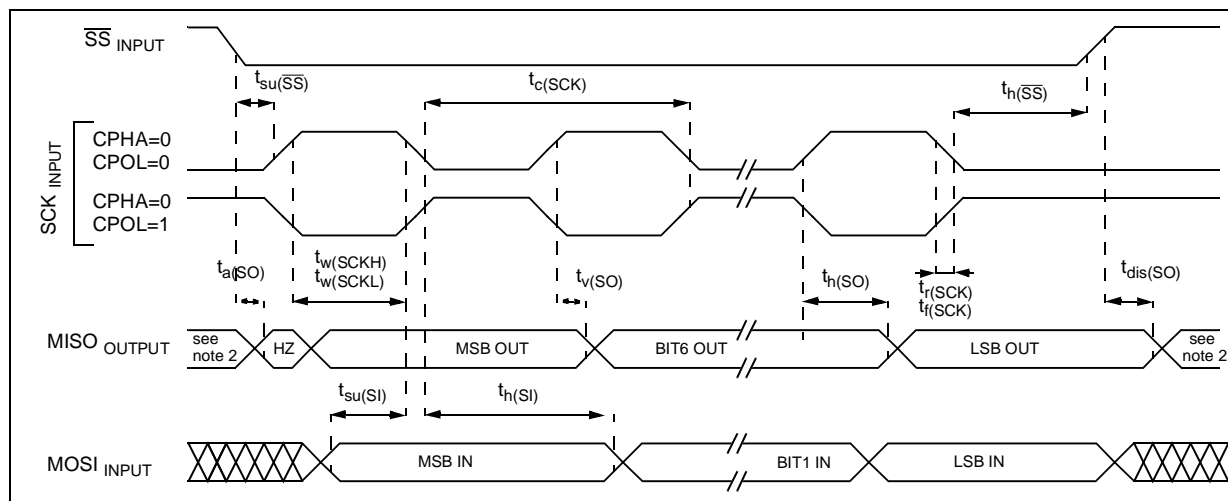 SS INPUT
tsu(SS)
tc(SCK)
th(SS)
SCK INPUT
CPHA=0
CPOL=0
CPHA=0
CPOL=1
ta(SO)
tw(SCKH)
tw(SCKL)
tv(SO)
th(SO)
tr(SCK)
tf(SCK)
tdis(SO)
MISO OUTPUT
see
note 2
HZ
MSB OUT
BIT6 OUT
LSB OUT
see
note 2
tsu(SI)
th(SI)
MOSI INPUT
MSB IN
BIT1 IN
LSB IN